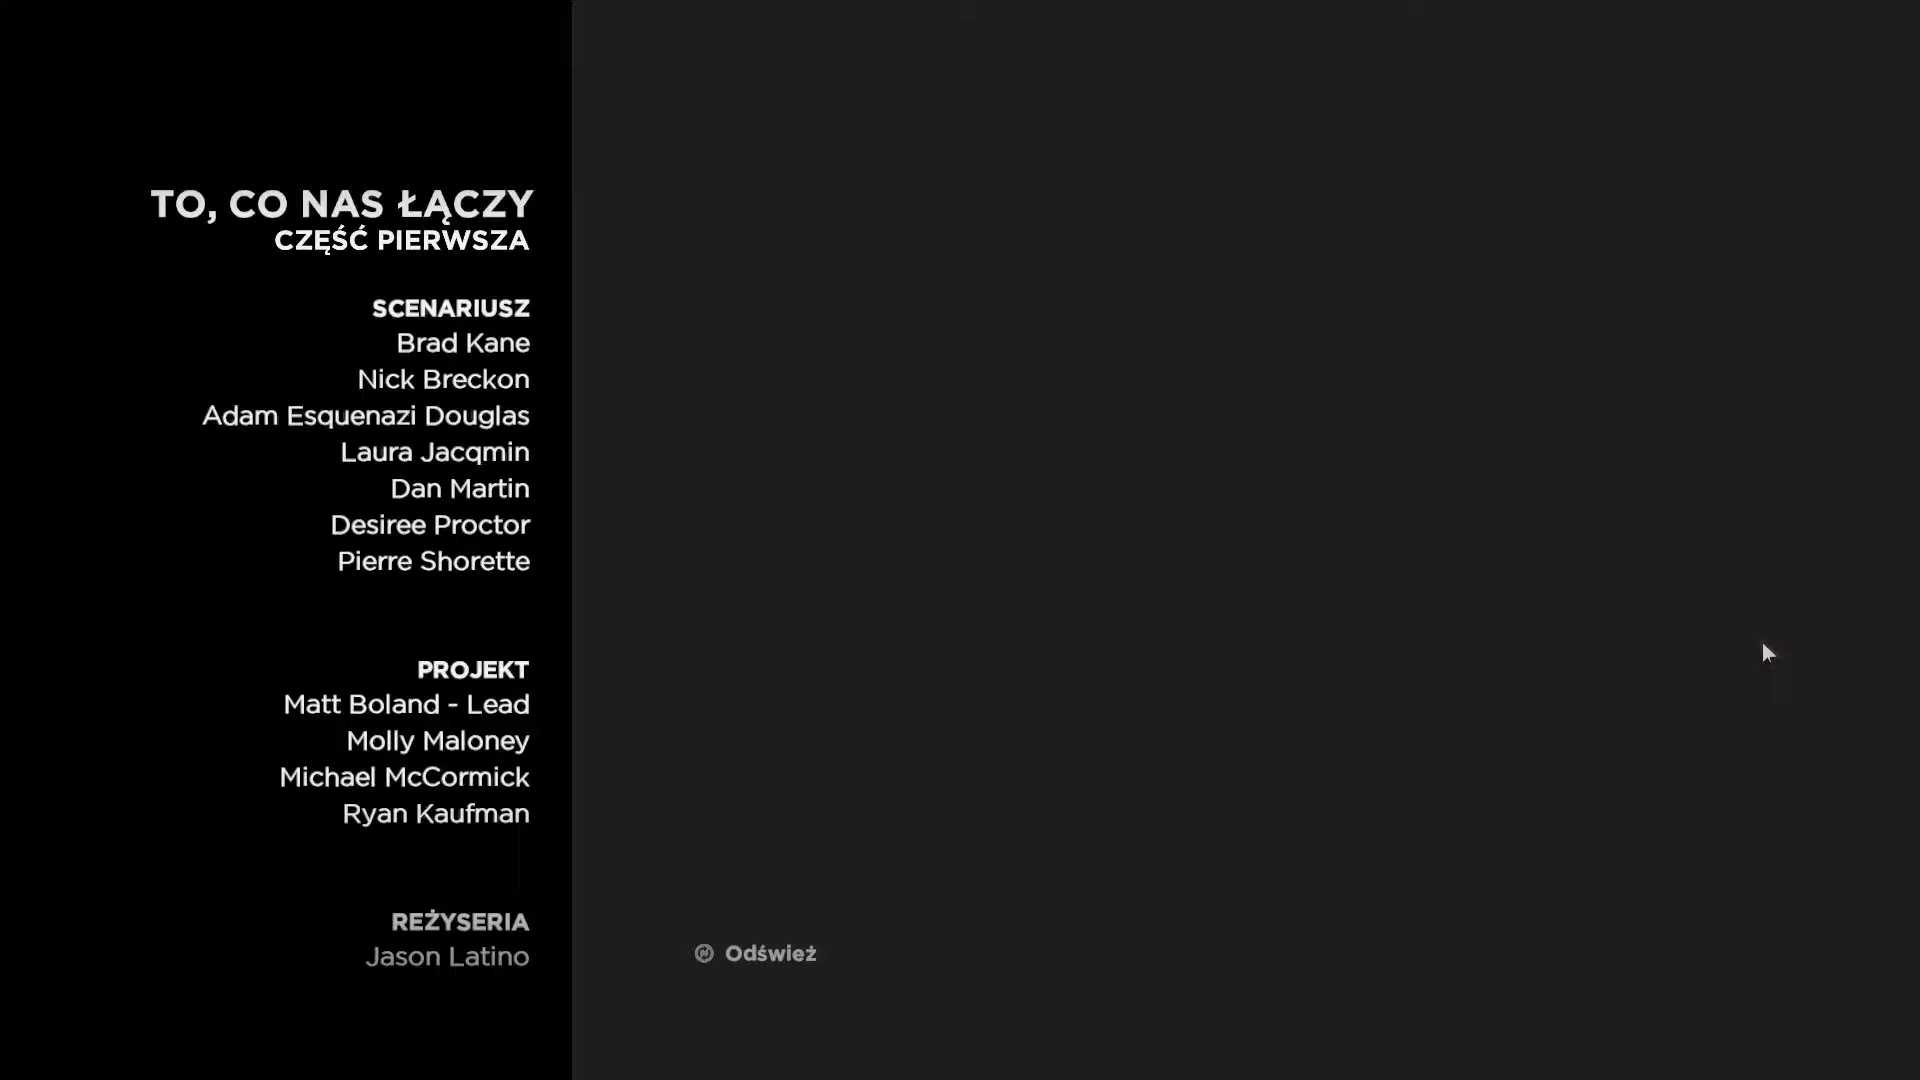 TO, CO NAS ŁĄCZY
CZĘŚĆ PIERWSZA
SCENARIUSZ
Brad Kane
Nick Breckon
Adam Esquenazi Douglas
Laura Jacqmin
Dan Martin
Desiree Proctor
Pierre Shorette
PROJEKT
Matt Boland - Lead
Molly Maloney
Michael McCormick
Ryan Kaufman
REŻYSERIA
Jason Latino
Odśwież